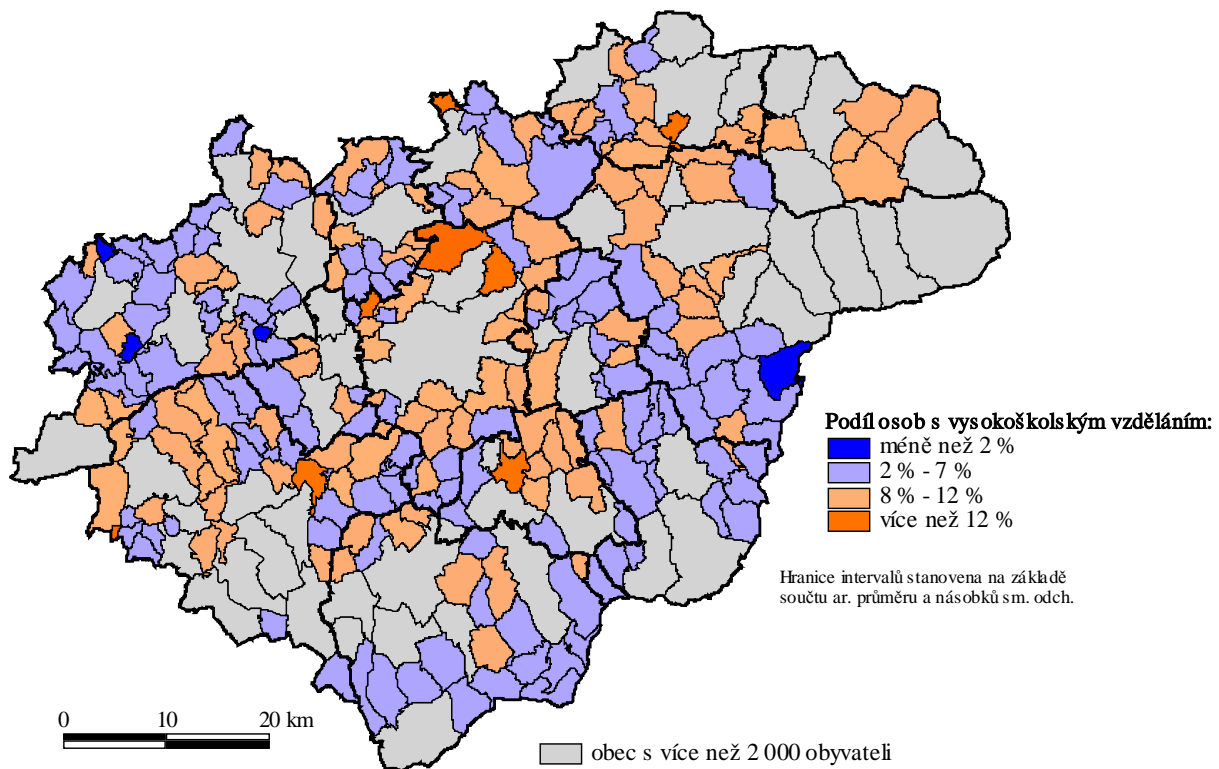 Podíl osob s vysokoškolským vzděláním:
méně než 2 %
2 % - 7 %
8 % - 12 %
více než 12 %
Hranice intervalů stanovena na základě
součtu ar. průměru a násobků sm. odch.
0 10 20 km
obec s více než 2 000 obyvateli